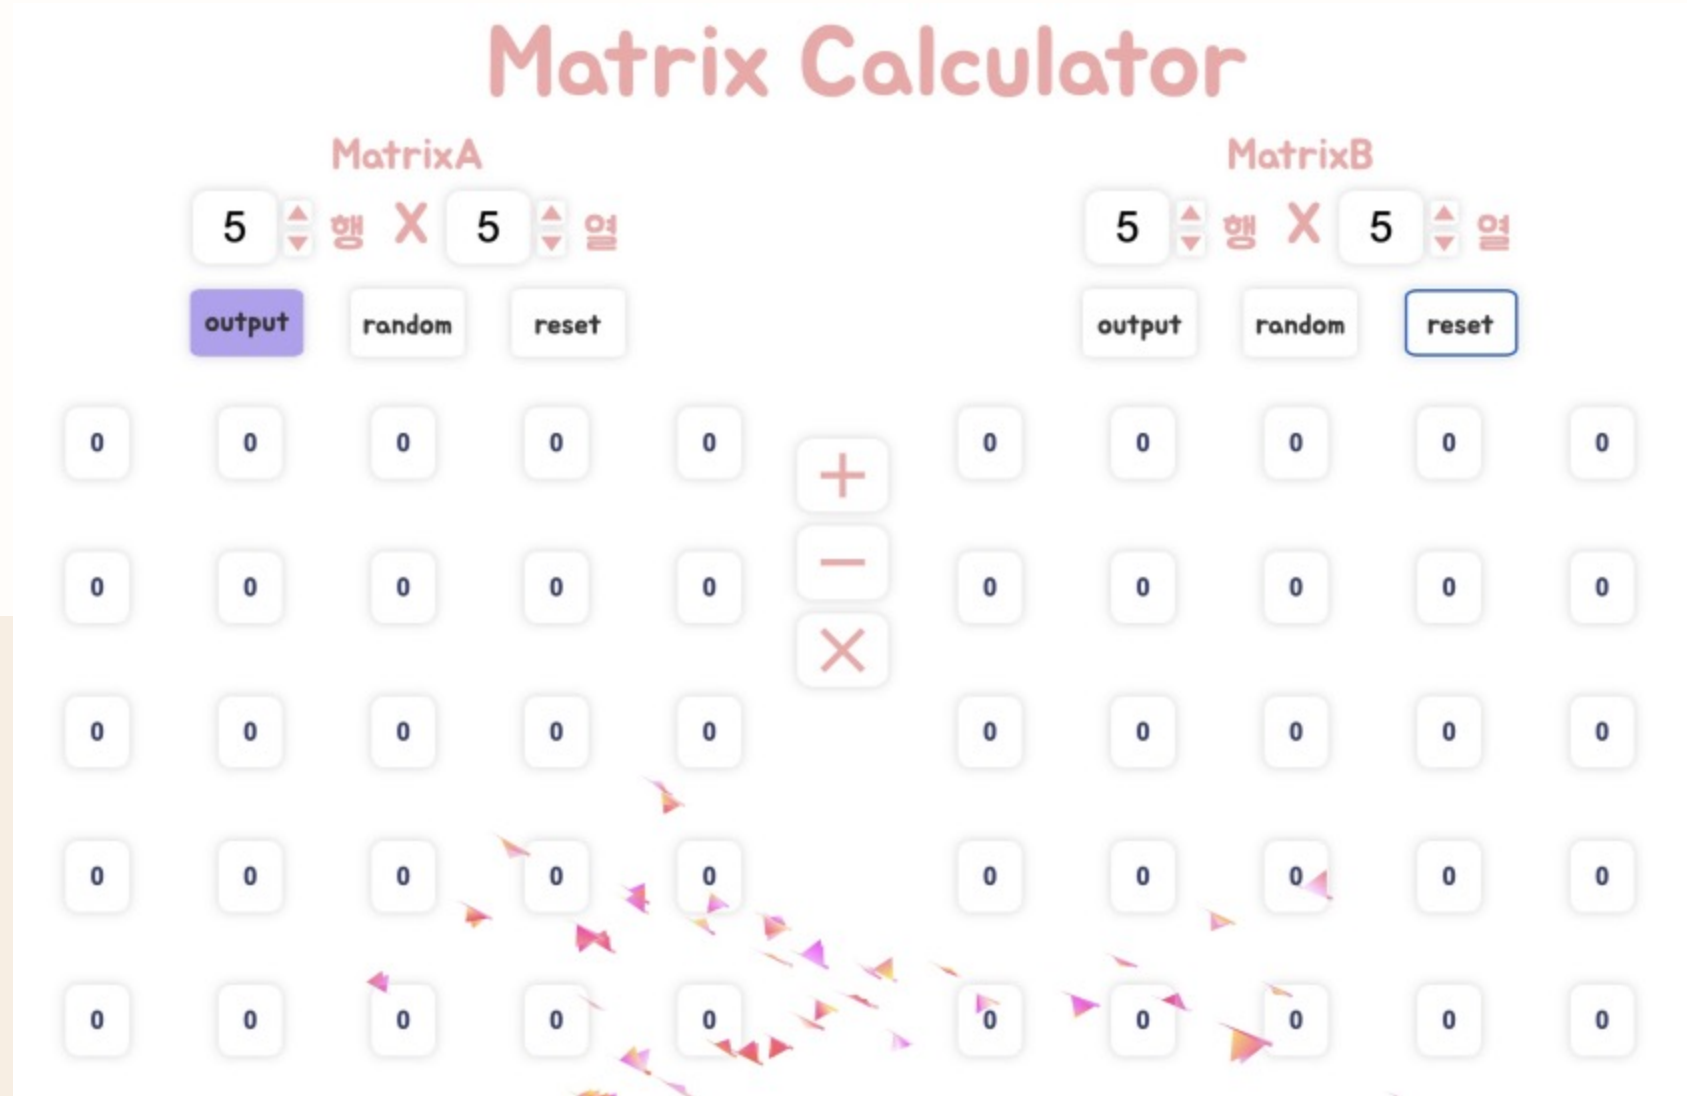 Matrix Calculator
MatrixA MatrixB
5 행 X 5 열 5 행 X 5 열
output random reset output random reset
0 0 0 0 0 0 0 0 0 0
+
0 0 0 0 0 0 0 0 0 0
−
×
0 0 0 0 0 0 0 0 0 0
0 0 0 0 0 0 0 0 0 0
0 0 0 0 0 0 0 0 0 0